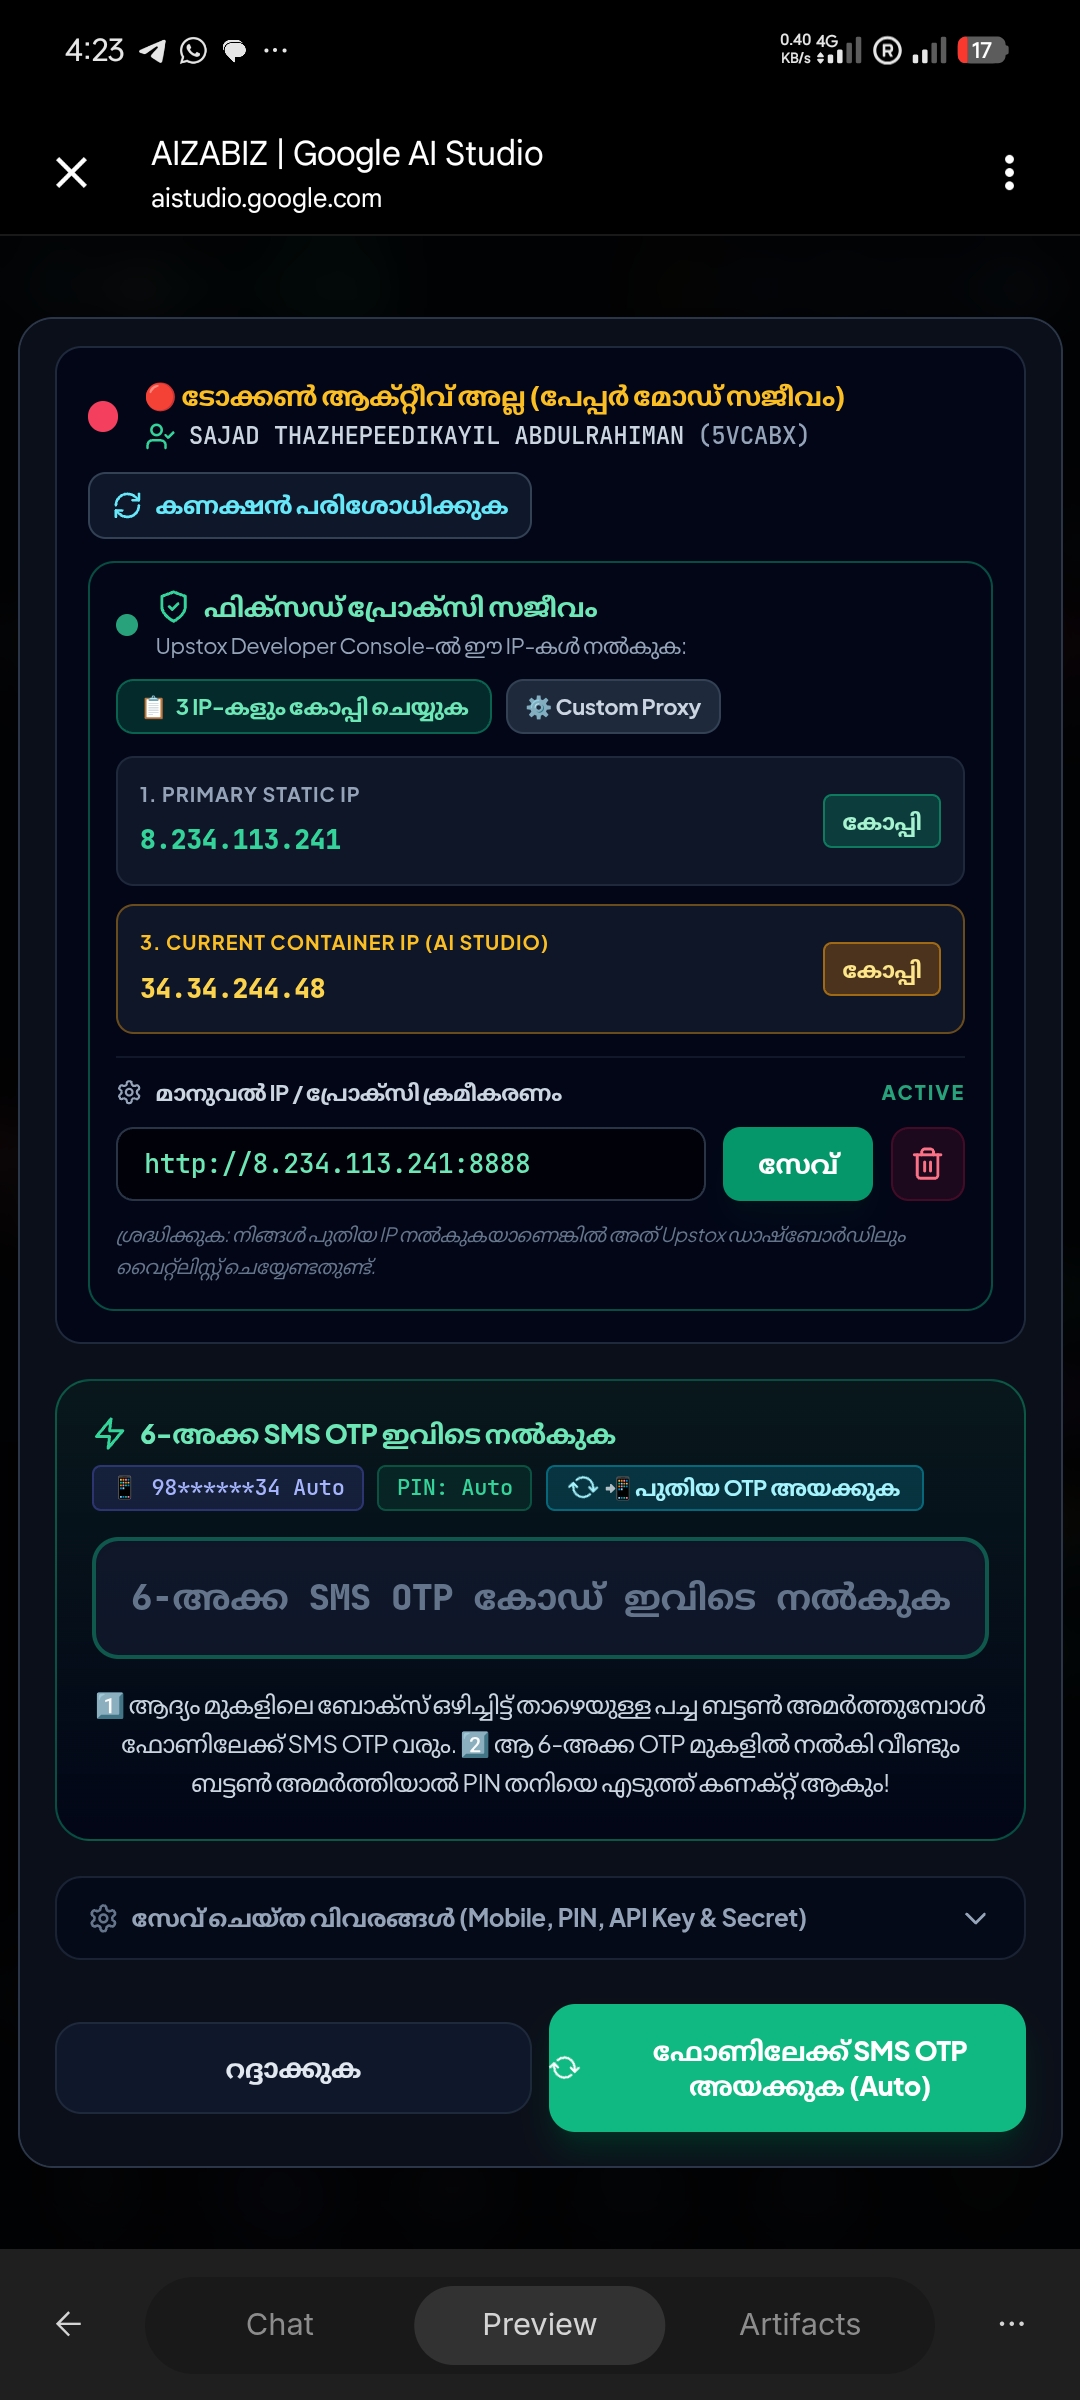 4:23
0.40 KB/s 4G R 17
AIZABIZ | Google AI Studio
aistudio.google.com
🔴 ടോക്കൺ ആക്റ്റീവ് അല്ല (പേപ്പർ മോഡ് സജീവം)
SAJAD THAZHEPEEDIKAYIL ABDULRAHIMAN (5VCABX)
കണക്ഷൻ പരിശോധിക്കുക
ഫിക്സഡ് പ്രോക്സി സജീവം
Upstox Developer Console-ൽ ഈ IP-കൾ നൽകുക:
📋 3 IP-കളും കോപ്പി ചെയ്യുക
⚙️ Custom Proxy
1. PRIMARY STATIC IP
8.234.113.241
കോപ്പി
3. CURRENT CONTAINER IP (AI STUDIO)
34.34.244.48
കോപ്പി
മാനുവൽ IP / പ്രോക്സി ക്രമീകരണം
ACTIVE
http://8.234.113.241:8888
സേവ്
ശ്രദ്ധിക്കുക: നിങ്ങൾ പുതിയ IP നൽകുകയാണെങ്കിൽ അത് Upstox ഡാഷ്ബോർഡിലും
വൈറ്റ്ലിസ്റ്റ് ചെയ്യേണ്ടതുണ്ട്.
6-അക്ക SMS OTP ഇവിടെ നൽകുക
📱 98******34 Auto
PIN: Auto
📲 പുതിയ OTP അയക്കുക
6-അക്ക SMS OTP കോഡ് ഇവിടെ നൽകുക
1️⃣ ആദ്യം മുകളിലെ ബോക്സ് ഒഴിച്ചിട്ട് താഴെയുള്ള പച്ച ബട്ടൺ അമർത്തുമ്പോൾ
ഫോണിലേക്ക് SMS OTP വരും. 2️⃣ ആ 6-അക്ക OTP മുകളിൽ നൽകി വീണ്ടും
ബട്ടൺ അമർത്തിയാൽ PIN തനിയെ എടുത്ത് കണക്റ്റ് ആകും!
സേവ് ചെയ്ത വിവരങ്ങൾ (Mobile, PIN, API Key & Secret)
റദ്ദാക്കുക
ഫോണിലേക്ക് SMS OTP
അയക്കുക (Auto)
Chat
Preview
Artifacts